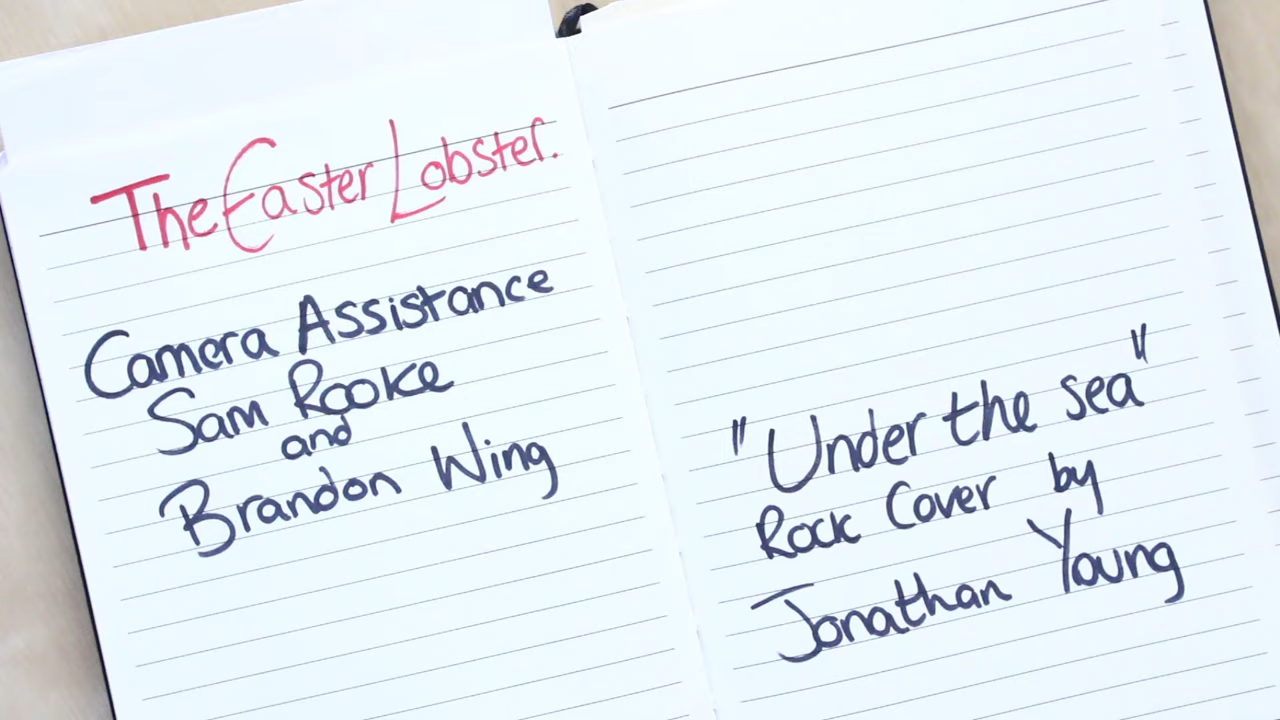 The Easter Lobster.
Camera Assistance
Sam Rooke
and
Brandon Wing
"Under the sea"
Rock Cover by
Jonathan Young